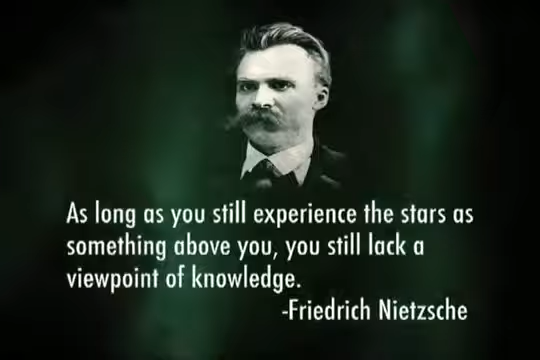 As long as you still experience the stars as
something above you, you still lack a
viewpoint of knowledge.
-Friedrich Nietzsche